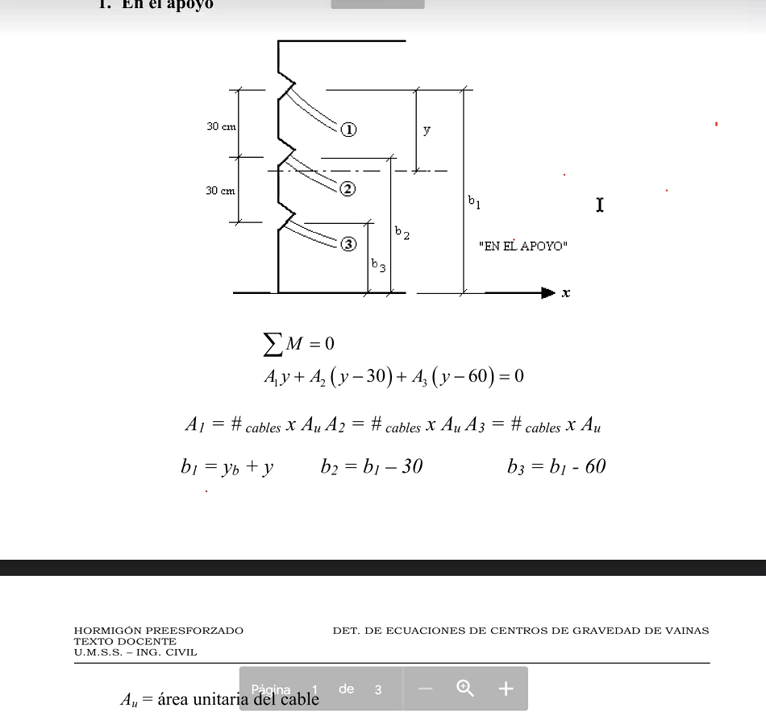 1. En el apoyo
30 cm
①
y
30 cm
②
b1
b2
③
"EN EL APOYO"
b3
x
∑M = 0
A₁y + A₂(y − 30) + A₃(y − 60) = 0
A1 = # cables x Au A2 = # cables x Au A3 = # cables x Au
b1 = yb + y b2 = b1 – 30 b3 = b1 - 60
HORMIGÓN PREESFORZADO DET. DE ECUACIONES DE CENTROS DE GRAVEDAD DE VAINAS
TEXTO DOCENTE
U.M.S.S. – ING. CIVIL
Página 1 de 3
Au = área unitaria del cable